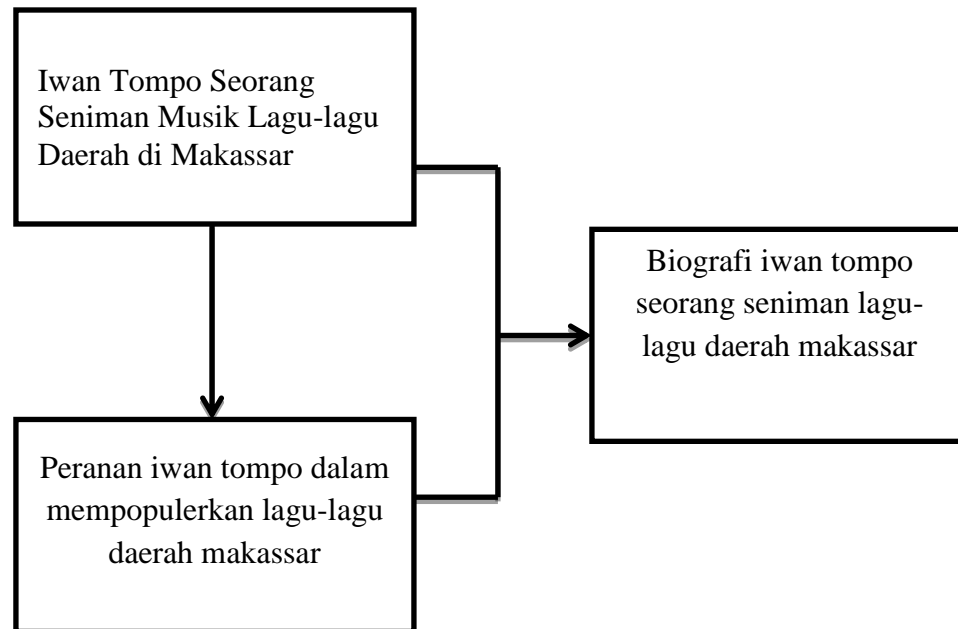 Iwan Tompo Seorang
Seniman Musik Lagu-lagu
Daerah di Makassar
Biografi iwan tompo
seorang seniman lagu-
lagu daerah makassar
Peranan iwan tompo dalam
mempopulerkan lagu-lagu
daerah makassar